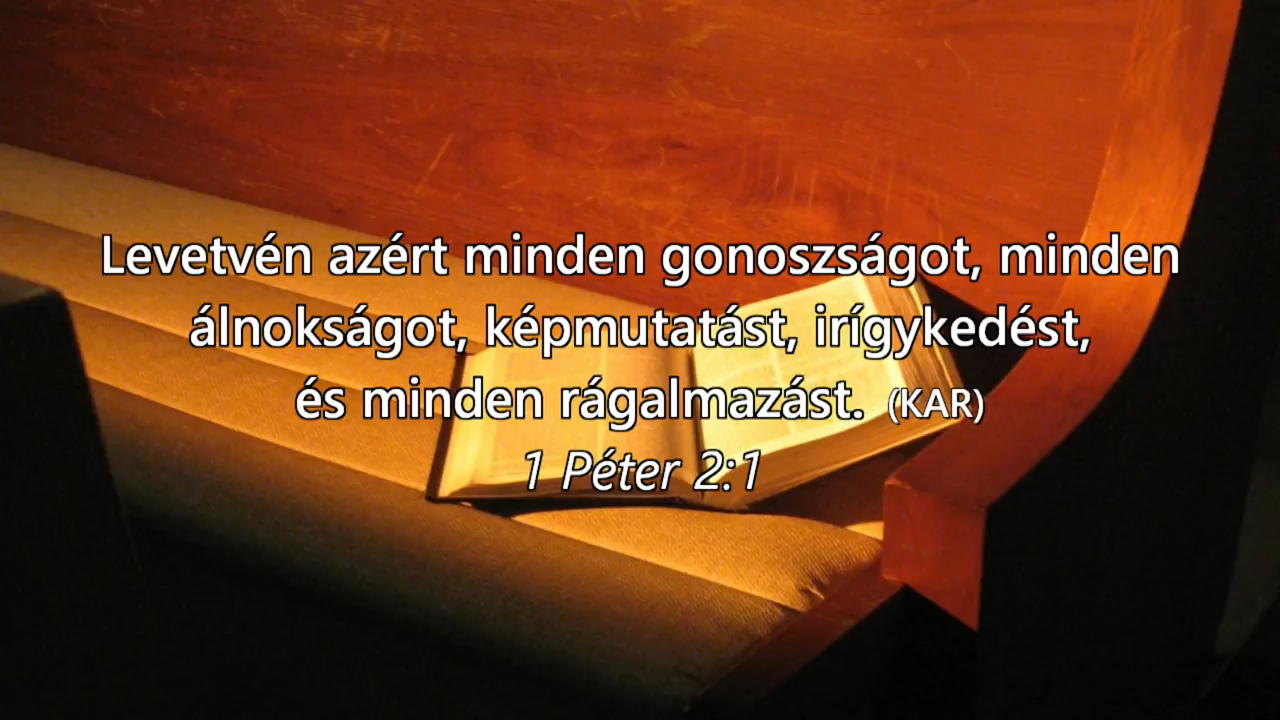 Levetvén azért minden gonoszságot, minden
álnokságot, képmutatást, irígykedést,
és minden rágalmazást. (KAR)
1 Péter 2:1